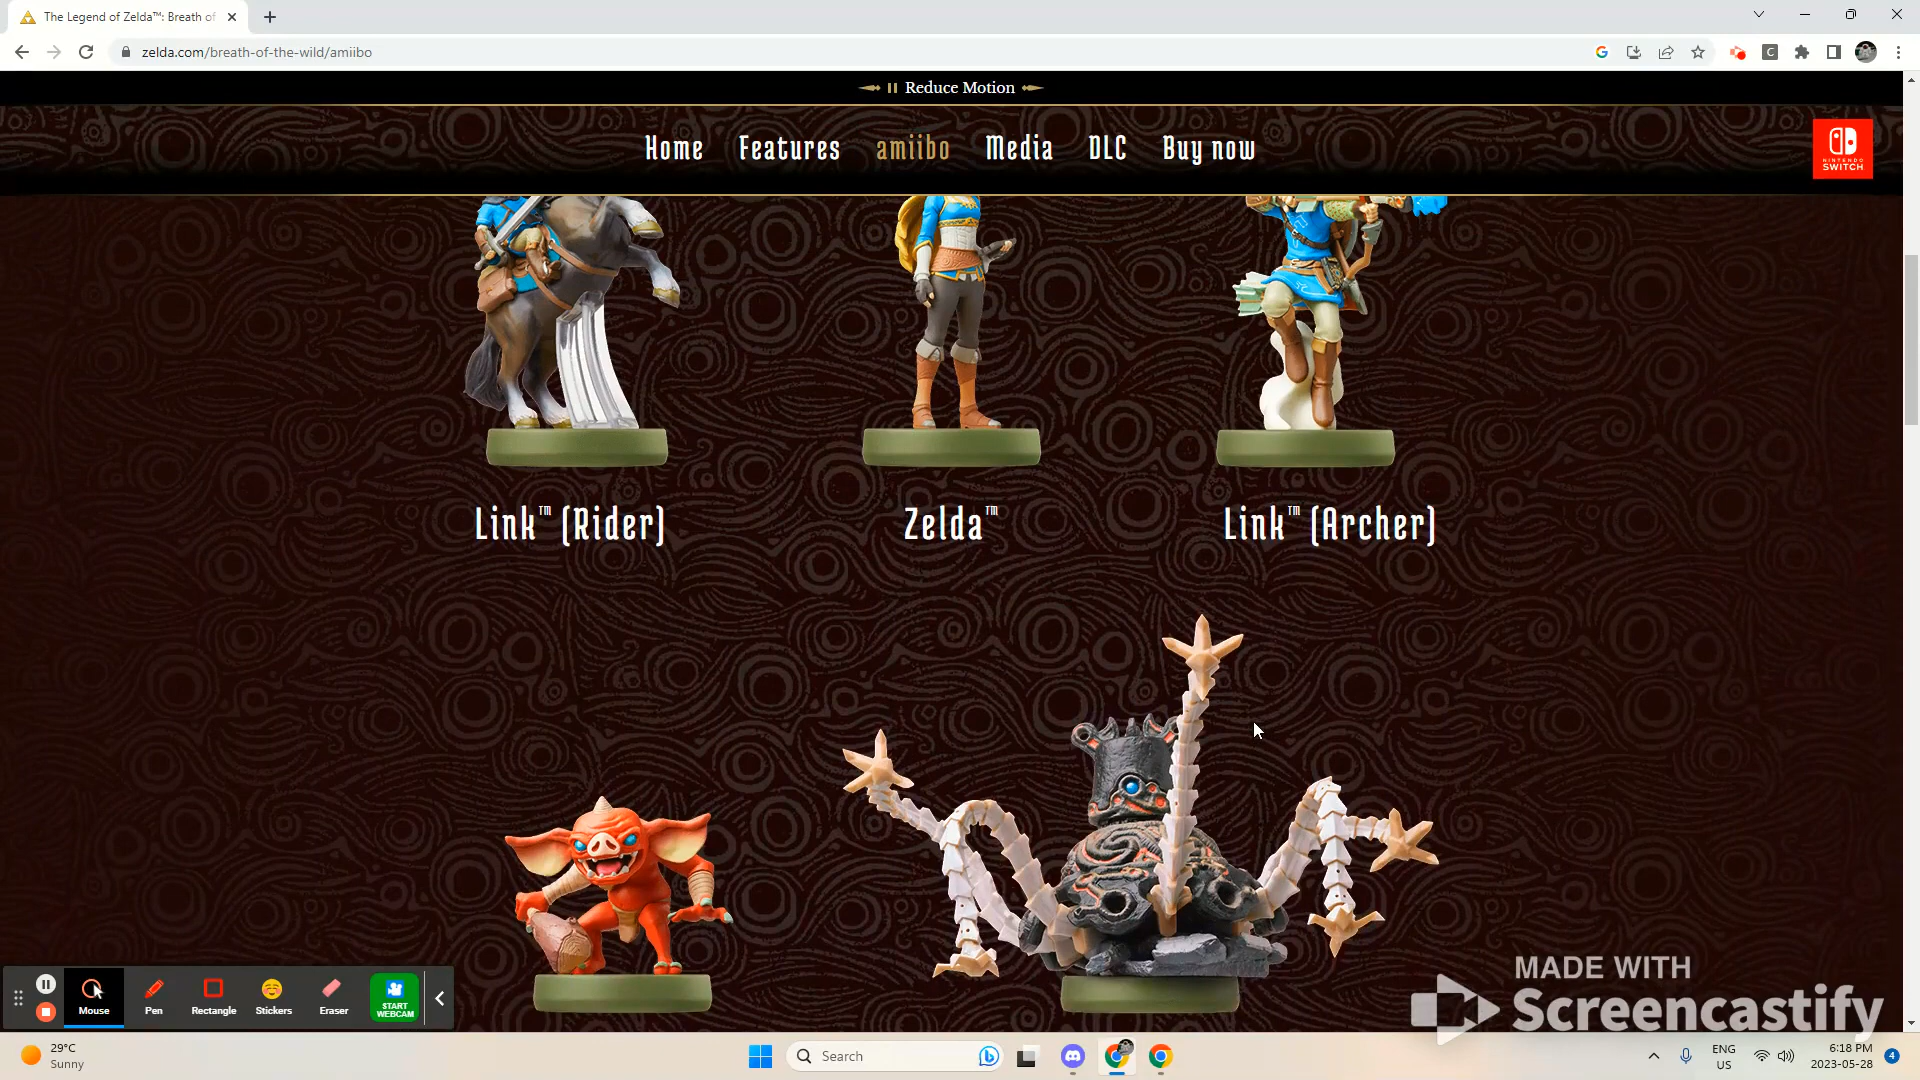 The Legend of Zelda™: Breath of
zelda.com/breath-of-the-wild/amiibo
Reduce Motion
Home Features amiibo Media DLC Buy now
NINTENDO
SWITCH
Link™ (Rider)
Zelda™
Link™ (Archer)
MADE WITH
Screencastify
Mouse
Pen
Rectangle
Stickers
Eraser
START
WEBCAM
29°C
Sunny
Search
ENG
US
6:18 PM
2023-05-28
4